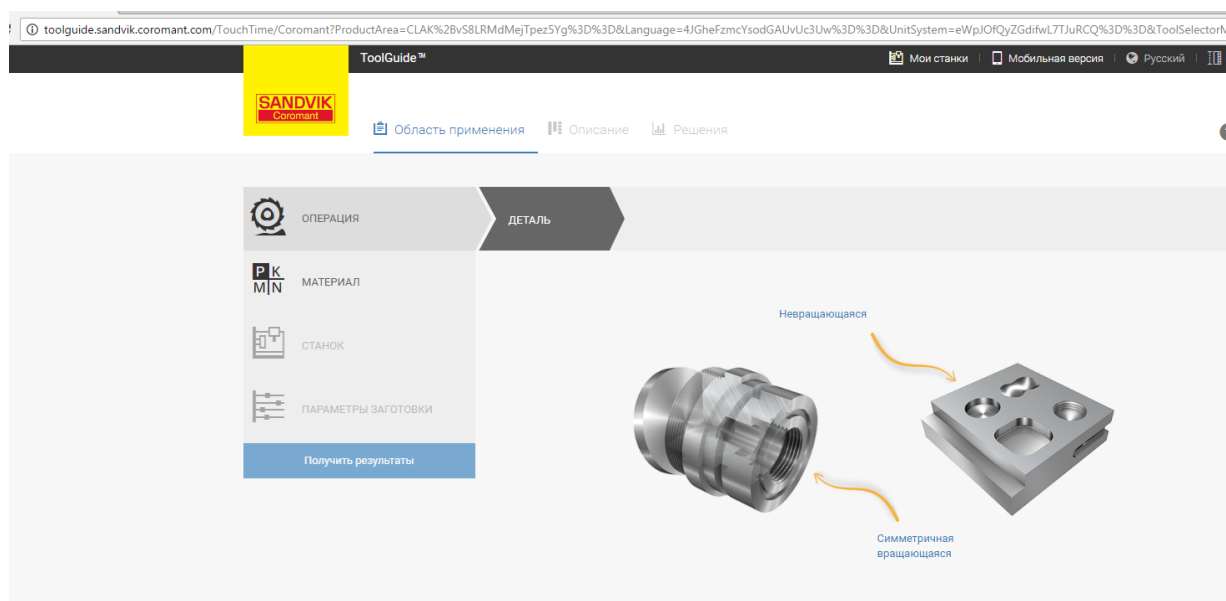 toolguide.sandvik.coromant.com/TouchTime/Coromant?ProductArea=CLAK%2BvS8LRMdMejTpez5Yg%3D%3D&Language=4JGheFzmcYsodGAUvUc3Uw%3D%3D&UnitSystem=eWpJOfQyZGdifwL7TJuRCQ%3D%3D&ToolSelectorM
ToolGuide™ Мои станки Мобильная версия Русский
SANDVIK
Coromant
Область применения Описание Решения
ОПЕРАЦИЯ ДЕТАЛЬ
P K
M N
МАТЕРИАЛ
СТАНОК
ПАРАМЕТРЫ ЗАГОТОВКИ
Получить результаты
Невращающаяся
Симметричная
вращающаяся